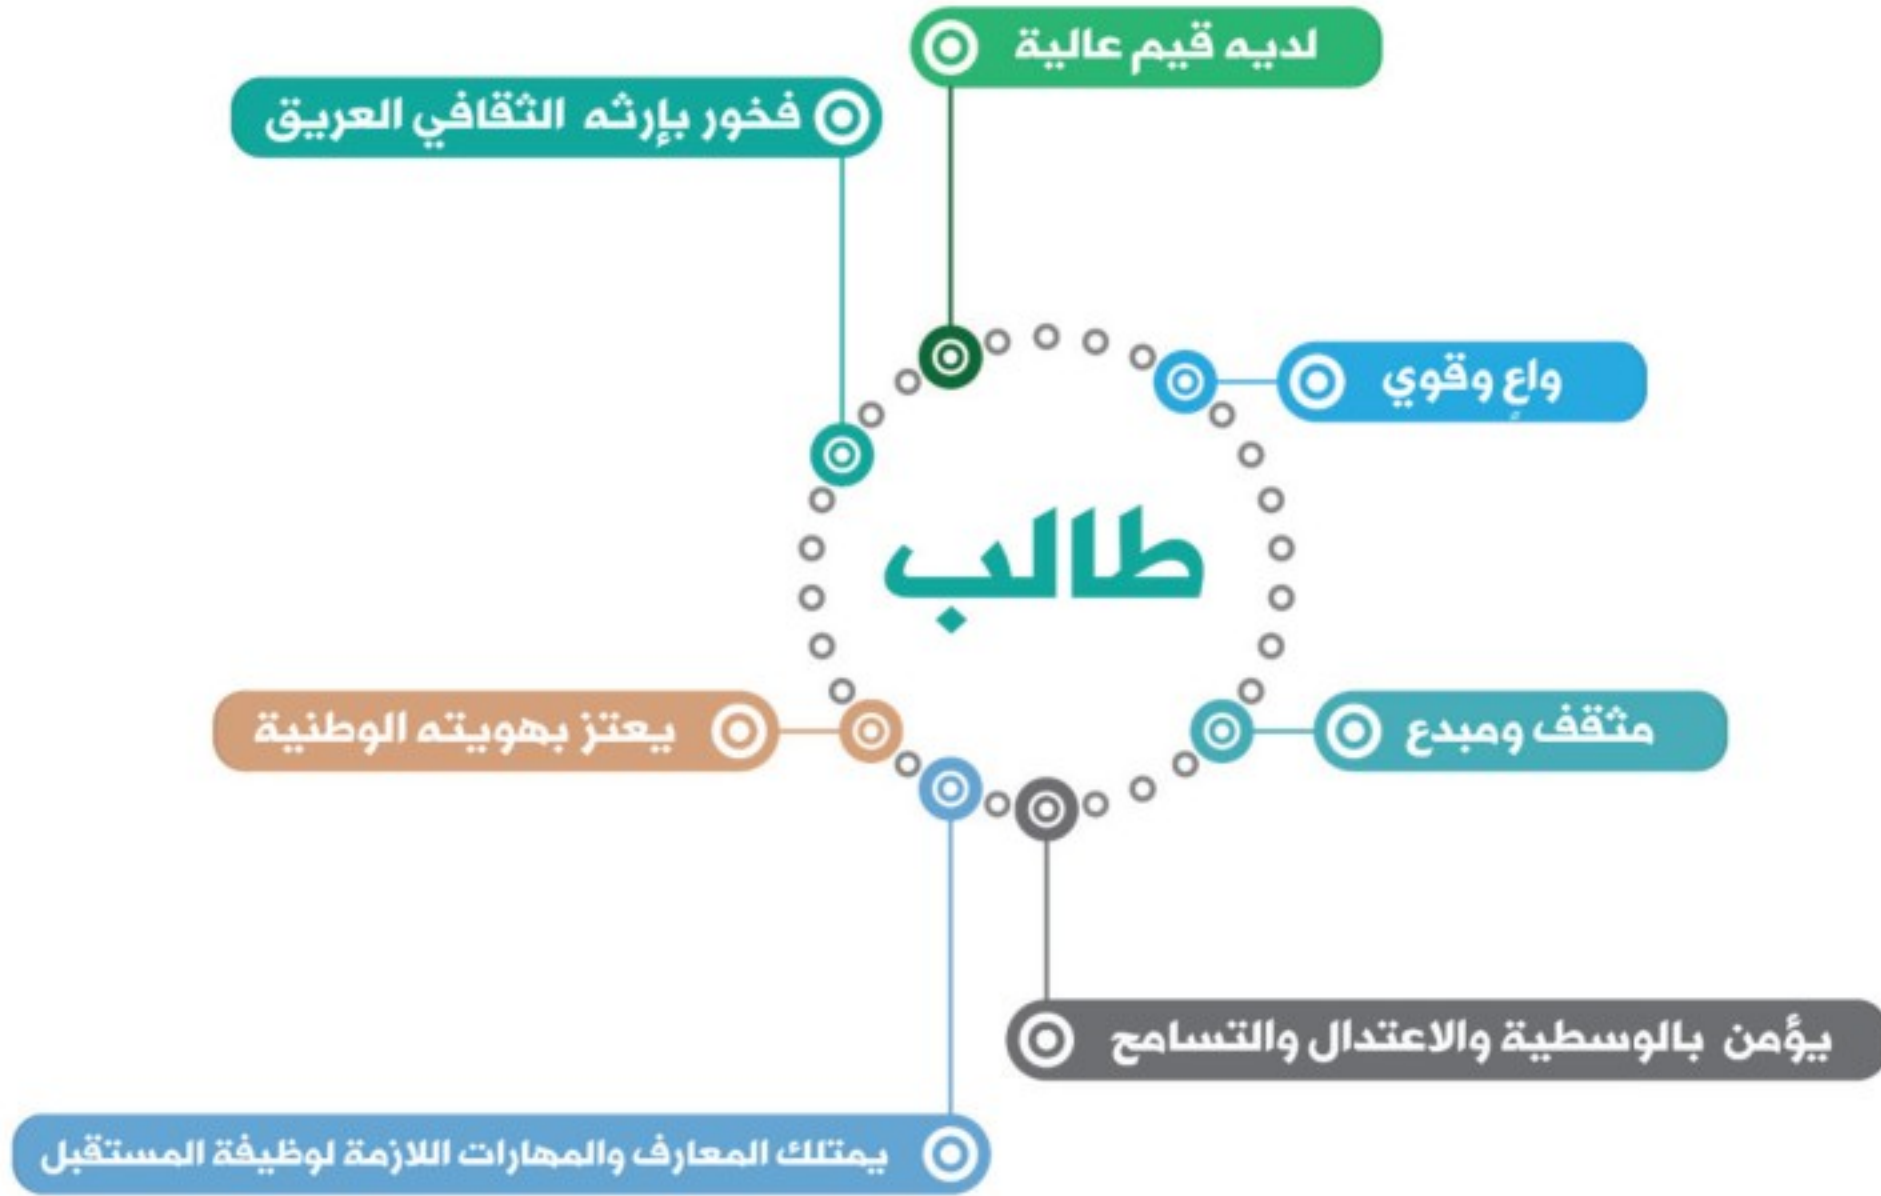 لديه قيم عالية
فخور بإرثه الثقافي العريق
واعٍ وقوي
طالب
مثقف ومبدع
يعتز بهويته الوطنية
يؤمن بالوسطية والاعتدال والتسامح
يمتلك المعارف والمهارات اللازمة لوظيفة المستقبل